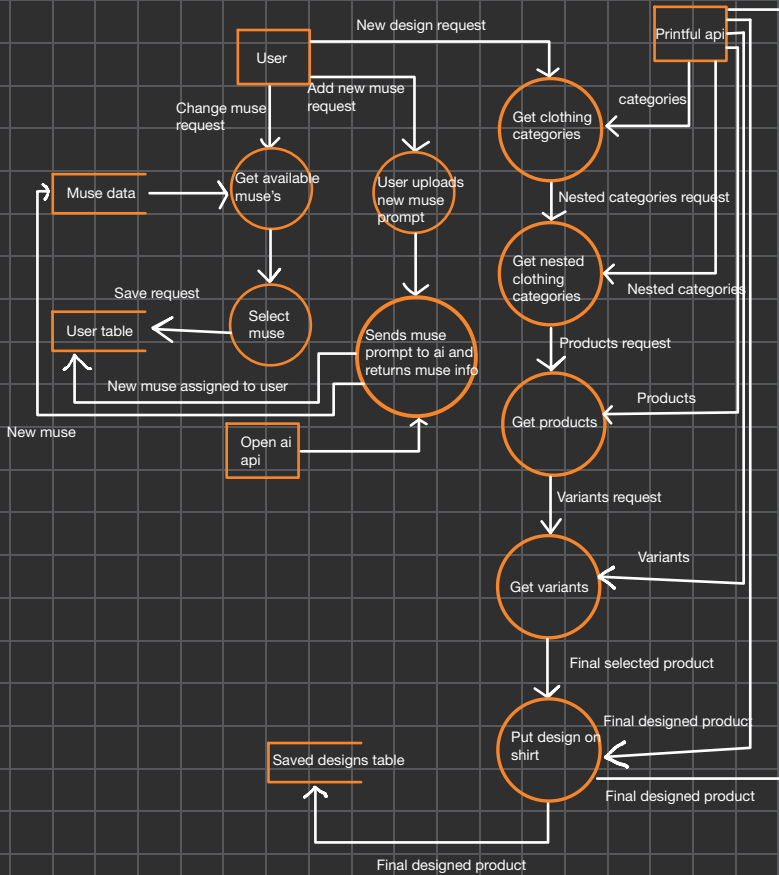 New design request
User
Printful api
Add new muse
request
Change muse
request
categories
Get clothing
categories
Muse data
Get available
muse's
User uploads
new muse
prompt
Nested categories request
Get nested
clothing
categories
Nested categories
Save request
User table
Select
muse
Sends muse
prompt to ai and
returns muse info
Products request
New muse assigned to user
Products
New muse
Open ai
api
Get products
Variants request
Variants
Get variants
Final selected product
Final designed product
Put design on
shirt
Saved designs table
Final designed product
Final designed product